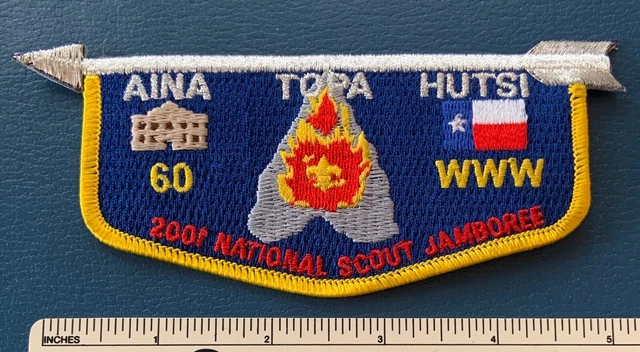 AINA TOPA HUTSI
60 WWW
2001 NATIONAL SCOUT JAMBOREE
INCHES 1 2 3 4 5